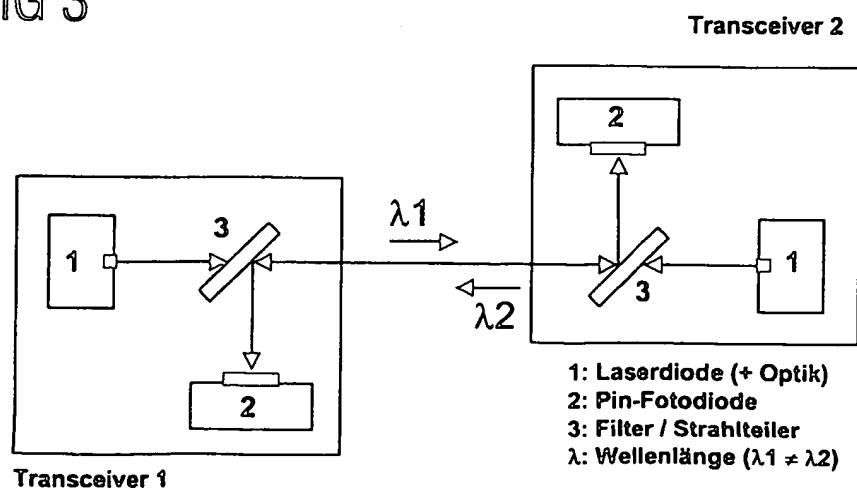 FIG 3
Transceiver 2
2
3
λ1
1
1
3
λ2
2
1: Laserdiode (+ Optik)
2: Pin-Fotodiode
3: Filter / Strahlteiler
λ: Wellenlänge (λ1 ≠ λ2)
Transceiver 1